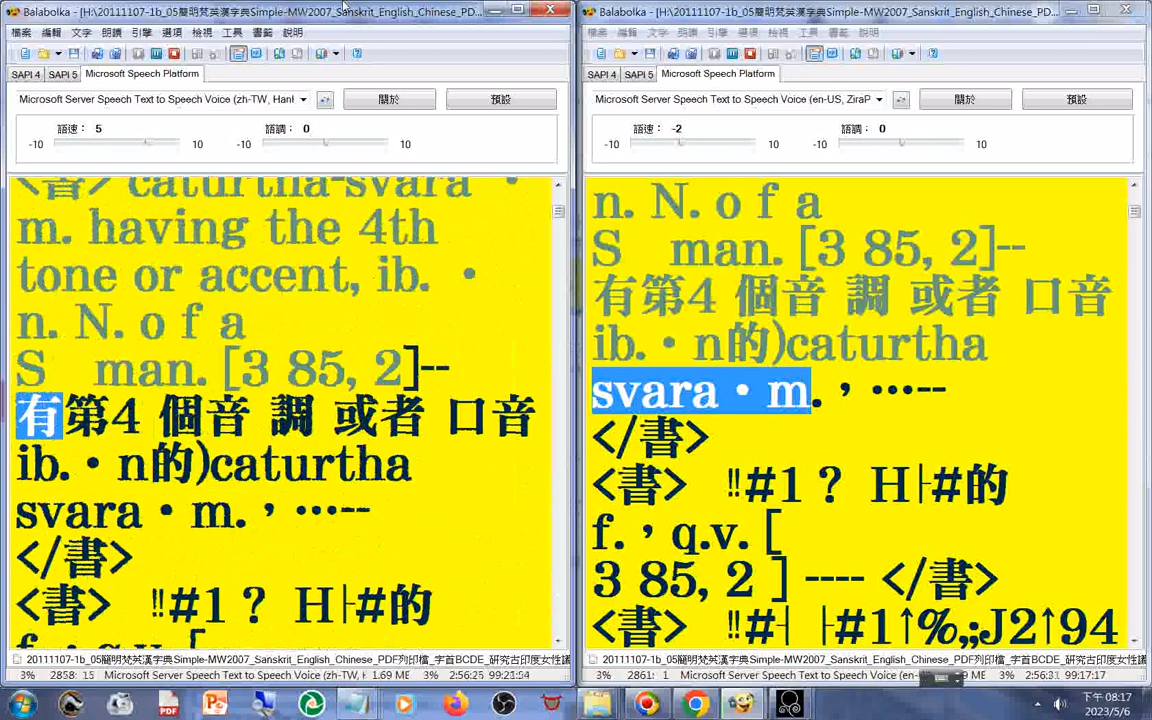 Balabolka - [H:\20111107-1b_05簡明梵英漢字典Simple-MW2007_Sanskrit_English_Chinese_PD...
檔案 編輯 文字 朗讀 引擎 選項 檢視 工具 書籤 說明
SAPI 4 SAPI 5 Microsoft Speech Platform
Microsoft Server Speech Text to Speech Voice (zh-TW, Hanl
關於 預設
語速： 5 語調： 0
-10 10 -10 10
<書> caturtha-svara •
m. having the 4th
tone or accent, ib. •
n. N. o f a
S man. [3 85, 2]--
有第4 個音 調 或者 口音
ib.•n的)caturtha
svara•m.，…--
</書>
<書> ‼#1？ H├#的
f.，q.v. [
20111107-1b_05簡明梵英漢字典Simple-MW2007_Sanskrit_English_Chinese_PDF列印檔_字首BCDE_研究古印度女性議
3% 2858: 15 Microsoft Server Speech Text to Speech Voice (zh-TW, H 1.69 MB 3% 2:56:25 99:21:54
Balabolka - [H:\20111107-1b_05簡明梵英漢字典Simple-MW2007_Sanskrit_English_Chinese_PD...
檔案 編輯 文字 朗讀 引擎 選項 檢視 工具 書籤 說明
SAPI 4 SAPI 5 Microsoft Speech Platform
Microsoft Server Speech Text to Speech Voice (en-US, ZiraP
關於 預設
語速： -2 語調： 0
-10 10 -10 10
n. N. o f a
S man. [3 85, 2]--
有第4 個音 調 或者 口音
ib.•n的)caturtha
svara•m.，…--
</書>
<書> ‼#1？ H├#的
f.，q.v. [
3 85, 2 ] ---- </書>
<書> ‼#┤ ├#1↑%,;J2↑94
20111107-1b_05簡明梵英漢字典Simple-MW2007_Sanskrit_English_Chinese_PDF列印檔_字首BCDE_研究古印度女性議
3% 2861: 1 Microsoft Server Speech Text to Speech Voice (en-US ME 3% 2:56:31 99:17:17
下午 08:17
2023/5/6